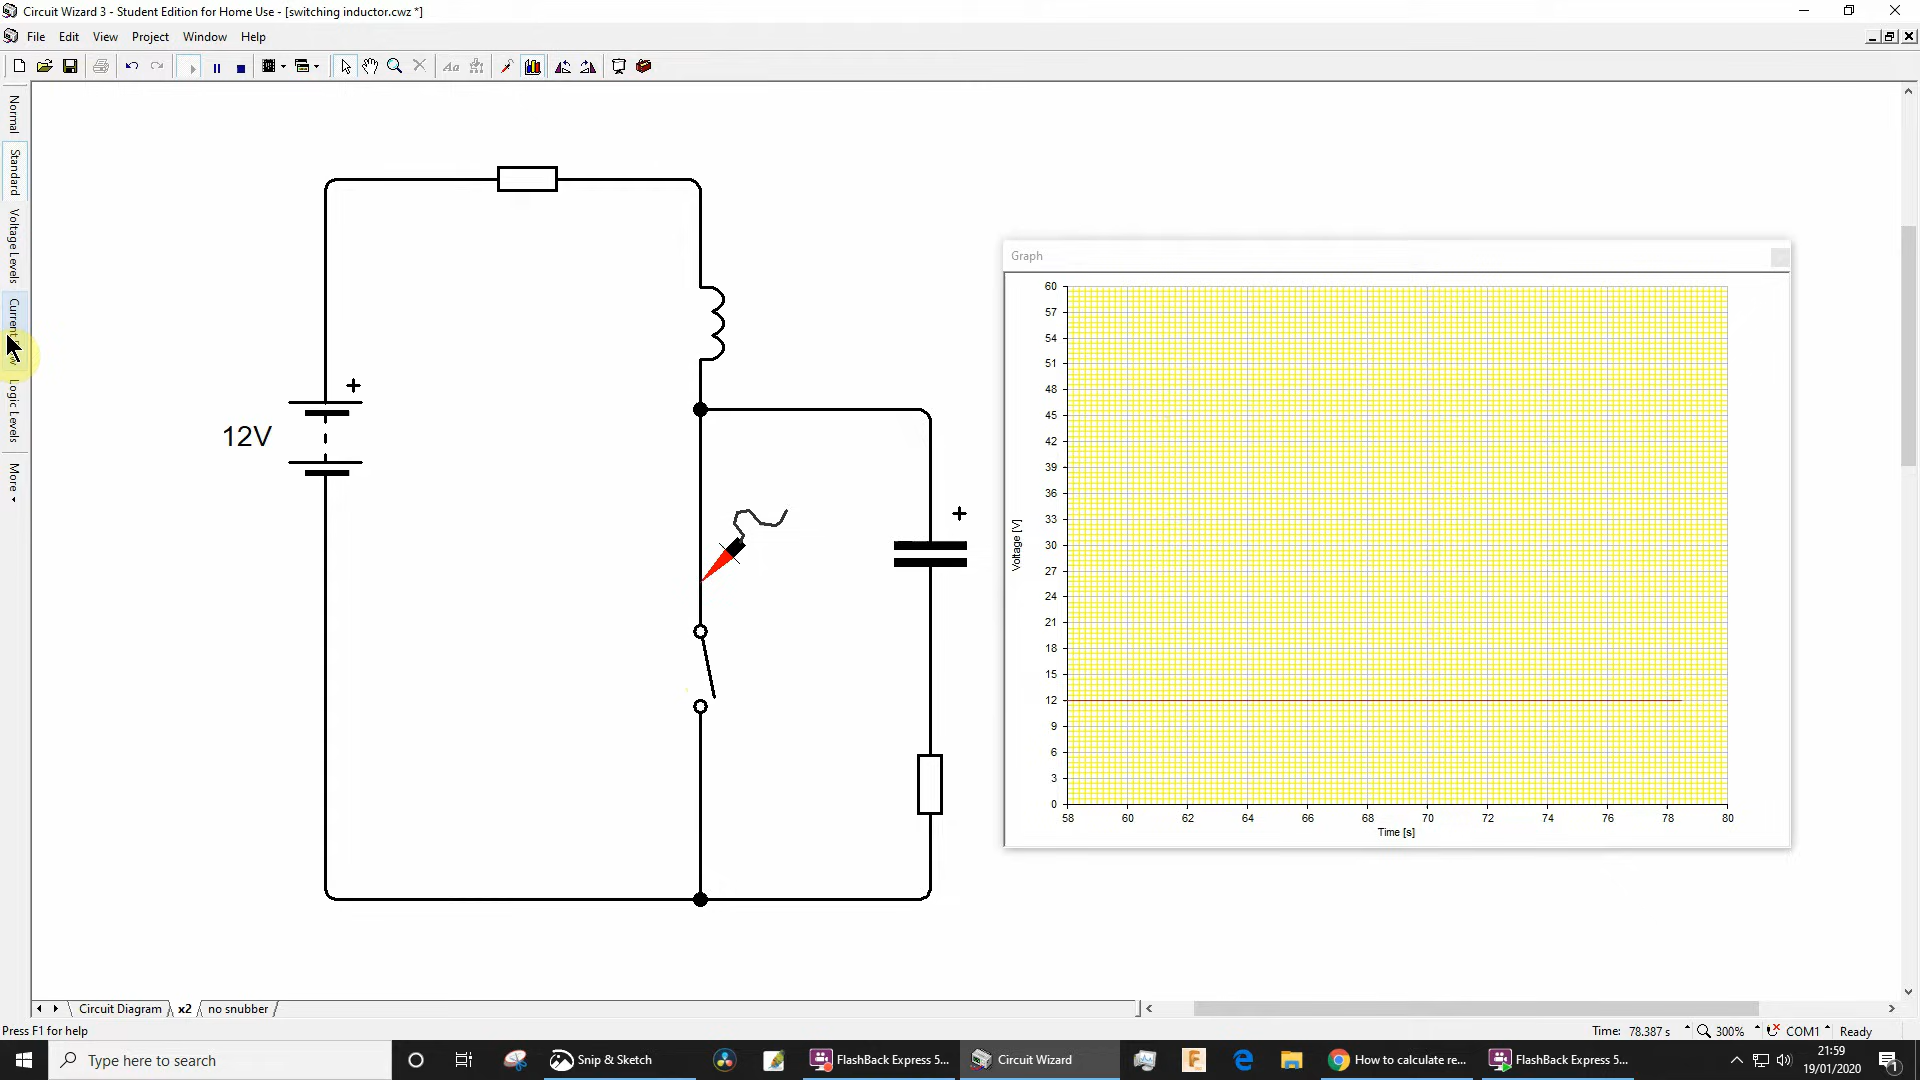 Circuit Wizard 3 - Student Edition for Home Use - [switching inductor.cwz *]
File Edit View Project Window Help
Aa
Normal
Standard
Voltage Levels
Current
Logic Levels
More
12V
+
+
Graph
60
57
54
51
48
45
42
39
36
33
30
27
24
21
18
15
12
9
6
3
0
Voltage [V]
58 60 62 64 66 68 70 72 74 76 78 80
Time [s]
Circuit Diagram x2 no snubber
Press F1 for help
Time: 78.387 s 300% COM1 Ready
Type here to search
Snip & Sketch
FlashBack Express 5...
Circuit Wizard
How to calculate re...
FlashBack Express 5...
21:59
19/01/2020
1